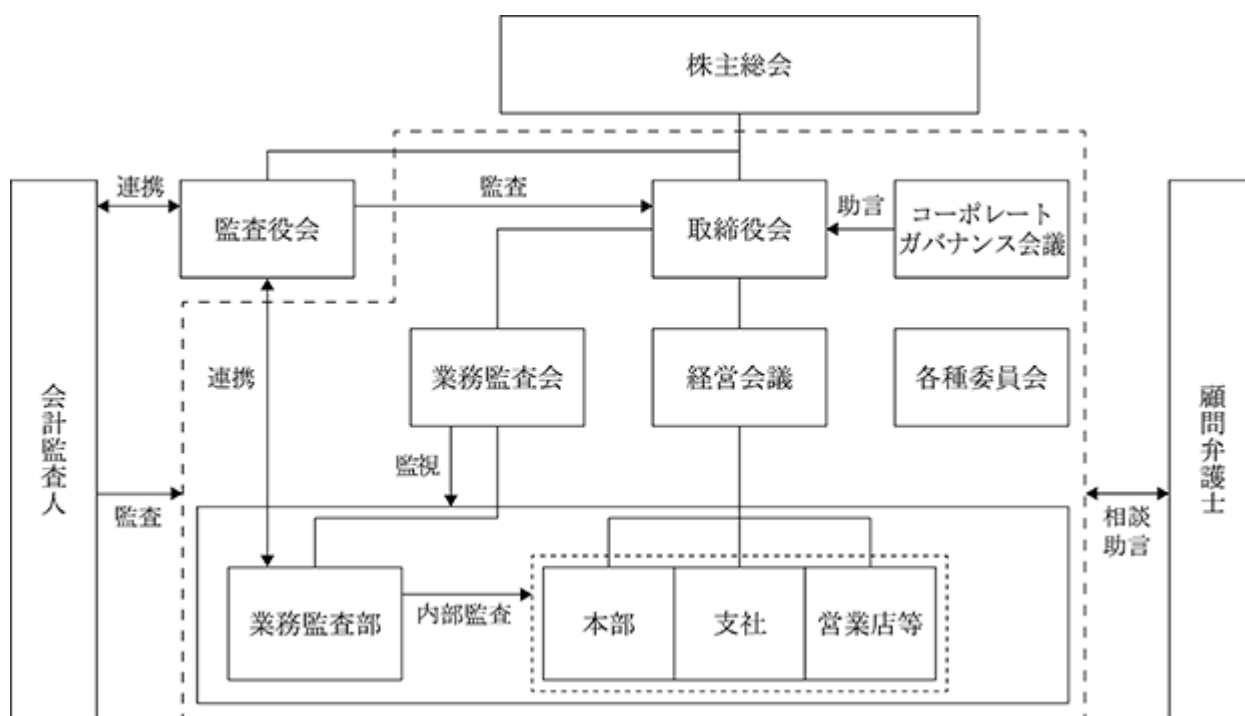 株主総会
連携
監査役会
監査
取締役会
助言
コーポレート
ガバナンス会議
連携
業務監査会
経営会議
各種委員会
会計監査人
顧問弁護士
監視
監査
相談
助言
業務監査部
内部監査
本部
支社
営業店等